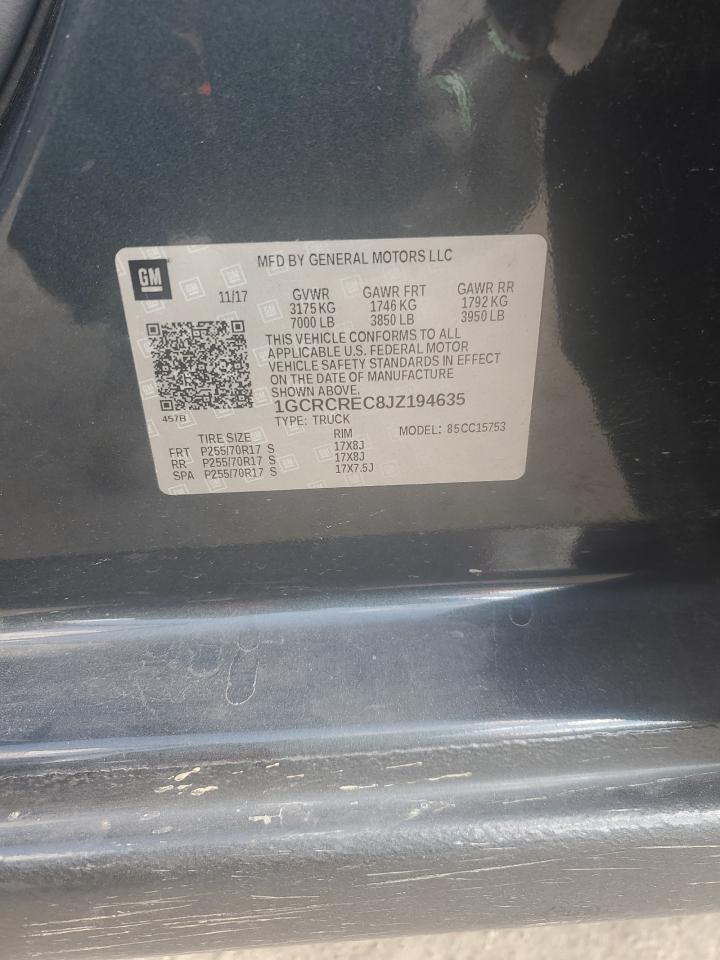 GM
MFD BY GENERAL MOTORS LLC
11/17 GVWR GAWR FRT GAWR RR
3175 KG 1746 KG 1792 KG
7000 LB 3850 LB 3950 LB
THIS VEHICLE CONFORMS TO ALL
APPLICABLE U.S. FEDERAL MOTOR
VEHICLE SAFETY STANDARDS IN EFFECT
ON THE DATE OF MANUFACTURE
SHOWN ABOVE.
457B
1GCRCREC8JZ194635
TYPE: TRUCK MODEL: 85CC15753
TIRE SIZE RIM
FRT P255/70R17 S 17X8J
RR P255/70R17 S 17X8J
SPA P255/70R17 S 17X7.5J